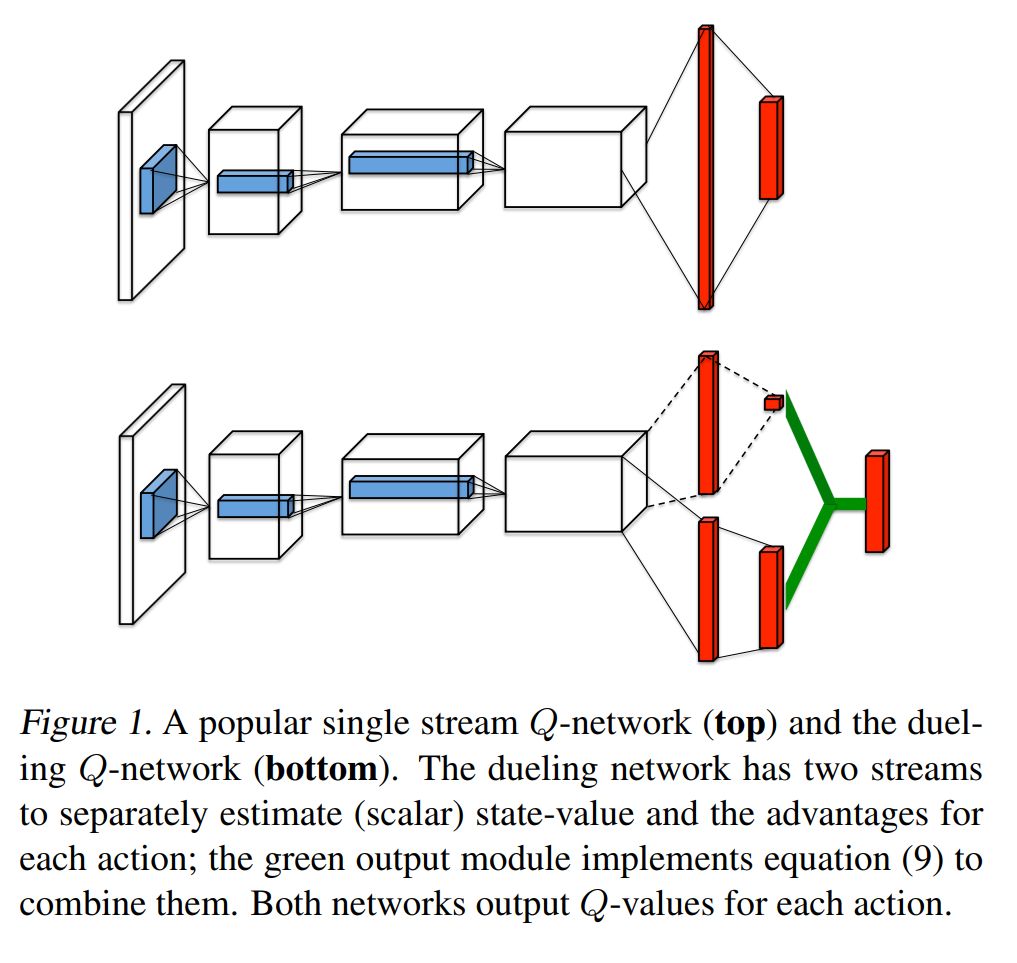 Figure 1. A popular single stream Q-network (top) and the duel-
ing Q-network (bottom). The dueling network has two streams
to separately estimate (scalar) state-value and the advantages for
each action; the green output module implements equation (9) to
combine them. Both networks output Q-values for each action.